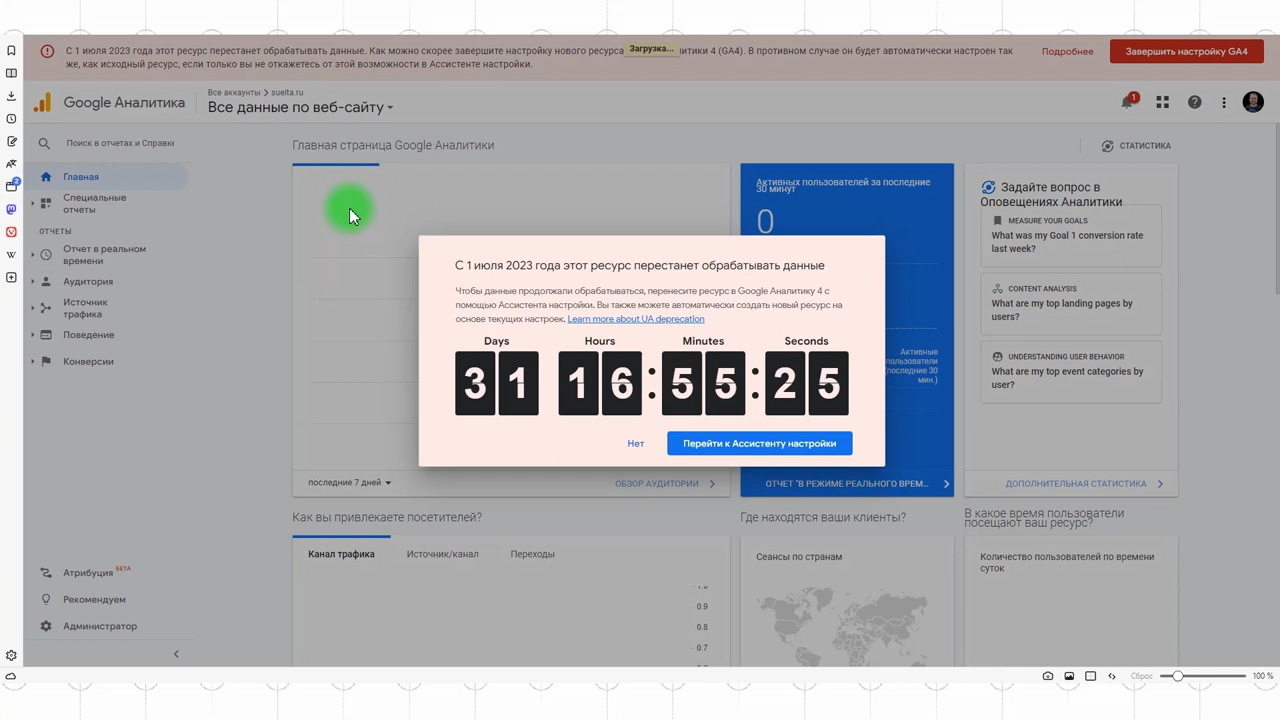 С 1 июля 2023 года этот ресурс перестанет обрабатывать данные. Как можно скорее завершите настройку нового ресурса Загрузка... литики 4 (GA4). В противном случае он будет автоматически настроен так
же, как исходный ресурс, если только вы не откажетесь от этой возможности в Ассистенте настройки.
Подробнее
Завершить настройку GA4
Google Аналитика
Все аккаунты > suelta.ru
Все данные по веб-сайту
1
Поиск в отчетах и Справке
Главная
Специальные
отчеты
ОТЧЕТЫ
Отчет в реальном
времени
Аудитория
Источник
трафика
Поведение
Конверсии
Атрибуция BETA
Рекомендуем
Администратор
2
W
Главная страница Google Аналитики
СТАТИСТИКА
Активных пользователей за последние
30 минут
0
Активные
пользователи
(последние 30
мин.)
ОТЧЕТ "В РЕЖИМЕ РЕАЛЬНОГО ВРЕМ...
Задайте вопрос в
Оповещениях Аналитики
MEASURE YOUR GOALS
What was my Goal 1 conversion rate
last week?
CONTENT ANALYSIS
What are my top landing pages by
users?
UNDERSTANDING USER BEHAVIOR
What are my top event categories by
user?
ДОПОЛНИТЕЛЬНАЯ СТАТИСТИКА
С 1 июля 2023 года этот ресурс перестанет обрабатывать данные
Чтобы данные продолжали обрабатываться, перенесите ресурс в Google Аналитику 4 с
помощью Ассистента настройки. Вы также можете автоматически создать новый ресурс на
основе текущих настроек. Learn more about UA deprecation
Days Hours Minutes Seconds
31 16:55:25
Нет
Перейти к Ассистенту настройки
последние 7 дней
ОБЗОР АУДИТОРИИ
Как вы привлекаете посетителей?
Канал трафика
Источник/канал
Переходы
1.0
0.9
0.8
0.7
Где находятся ваши клиенты?
Сеансы по странам
В какое время пользователи
посещают ваш ресурс?
Количество пользователей по времени
суток
Сброс
100 %